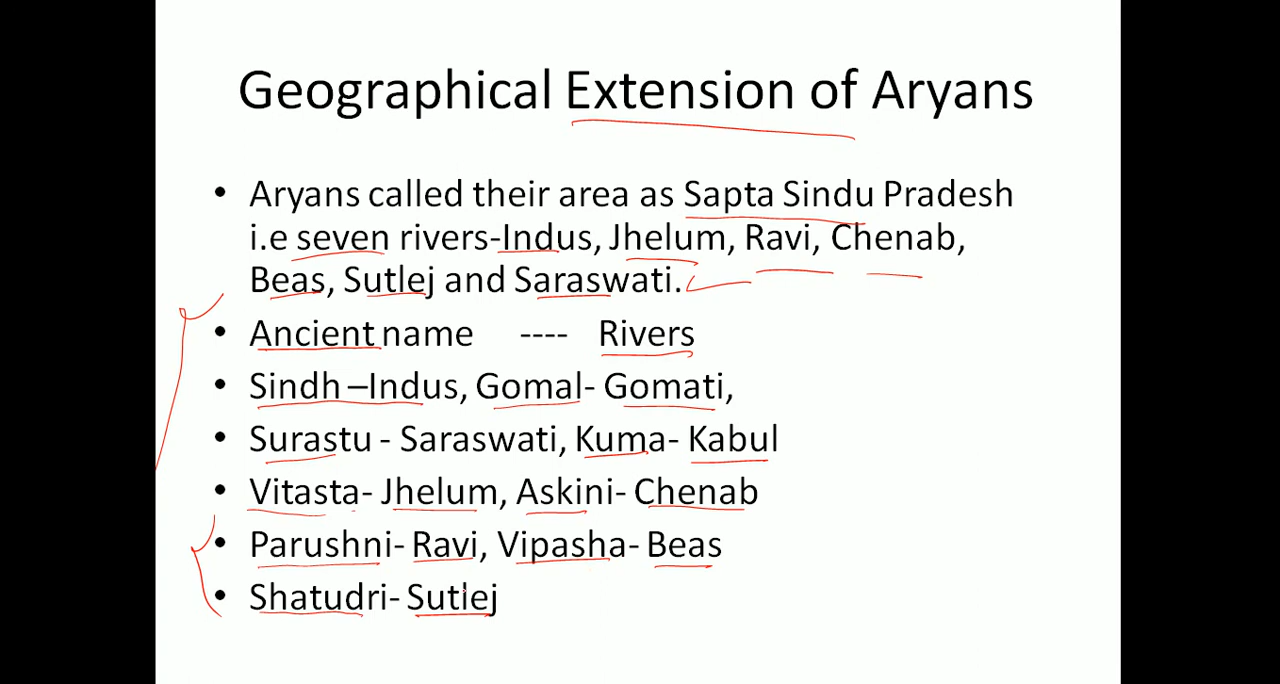 Geographical Extension of Aryans
• Aryans called their area as Sapta Sindu Pradesh
i.e seven rivers-Indus, Jhelum, Ravi, Chenab,
Beas, Sutlej and Saraswati.
• Ancient name ---- Rivers
• Sindh –Indus, Gomal- Gomati,
• Surastu - Saraswati, Kuma- Kabul
• Vitasta- Jhelum, Askini- Chenab
• Parushni- Ravi, Vipasha- Beas
• Shatudri- Sutlej